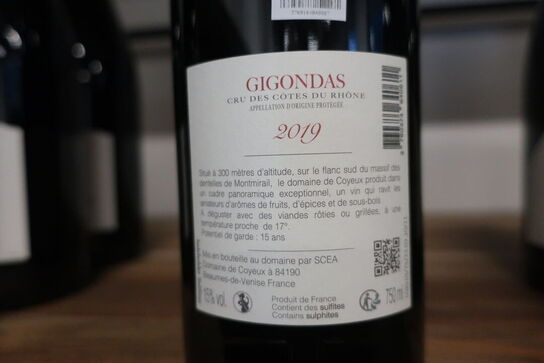 GIGONDAS
CRU DES CÔTES DU RHÔNE
APPELLATION D'ORIGINE PROTÉGÉE
2019
Situé à 300 mètres d'altitude, sur le flanc sud du massif des
dentelles de Montmirail, le domaine de Coyeux produit dans
un cadre panoramique exceptionnel, un vin qui ravit les
amateurs d'arômes de fruits, d'épices et de sous-bois
A déguster avec des viandes rôties ou grillées, à une
température proche de 17°.
Potentiel de garde : 15 ans
Mis en bouteille au domaine par SCEA
Domaine de Coyeux à 84190
Beaumes-de-Venise France
15% vol.
Produit de France
Contient des sulfites
Contains sulphites
750 ml